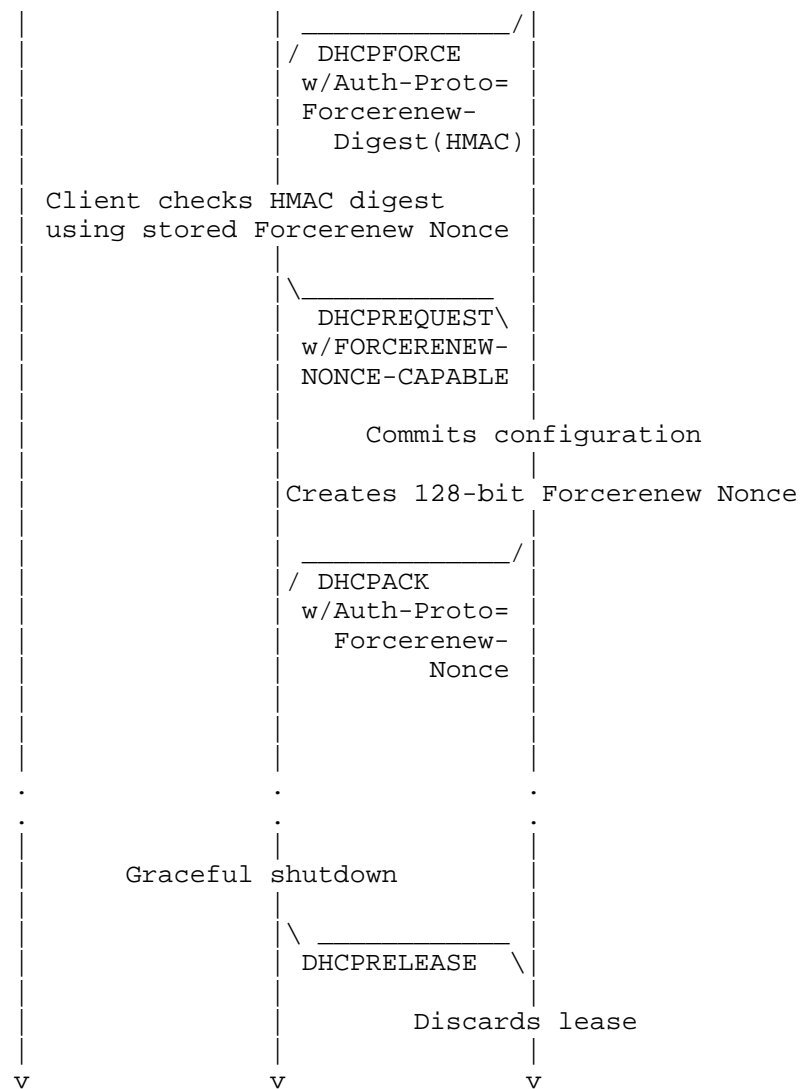 / DHCPFORCE
w/Auth-Proto=
Forcerenew-
Digest(HMAC)
Client checks HMAC digest
using stored Forcerenew Nonce
DHCPREQUEST\
w/FORCERENEW-
NONCE-CAPABLE
Commits configuration
Creates 128-bit Forcerenew Nonce
/ DHCPACK
w/Auth-Proto=
Forcerenew-
Nonce
. . .
. . .
Graceful shutdown
DHCPRELEASE \
Discards lease
v v v